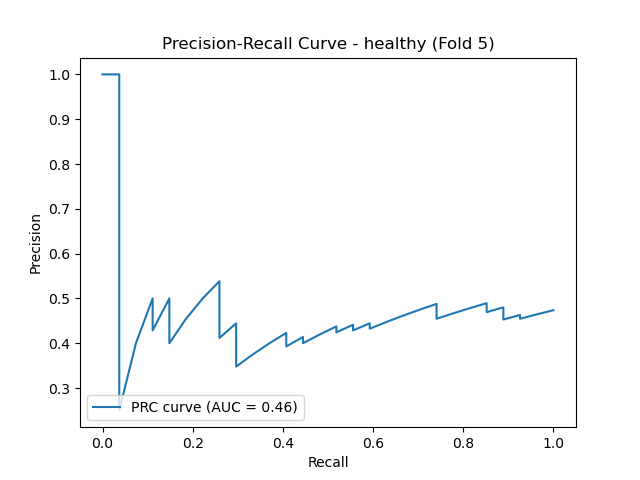 Precision-Recall Curve - healthy (Fold 5)
1.0
0.9
0.8
0.7
0.6
0.5
0.4
0.3
Precision
PRC curve (AUC = 0.46)
0.0 0.2 0.4 0.6 0.8 1.0
Recall